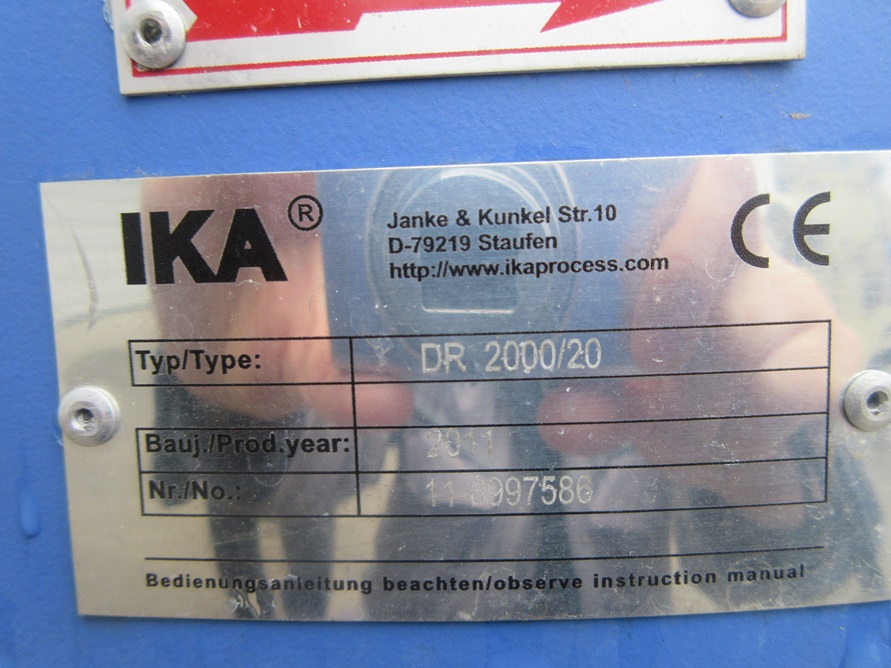 IKA®
Janke & Kunkel Str.10
D-79219 Staufen
http://www.ikaprocess.com
CE
Typ/Type: DR 2000/20
Bauj./Prod.year: 2011
Nr./No.:
Bedienungsanleitung beachten/observe instruction manual